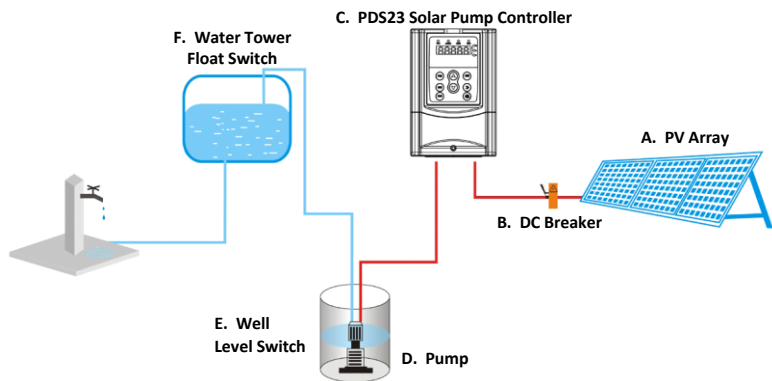 C. PDS23 Solar Pump Controller
F. Water Tower
Float Switch
A. PV Array
B. DC Breaker
E. Well
Level Switch
D. Pump